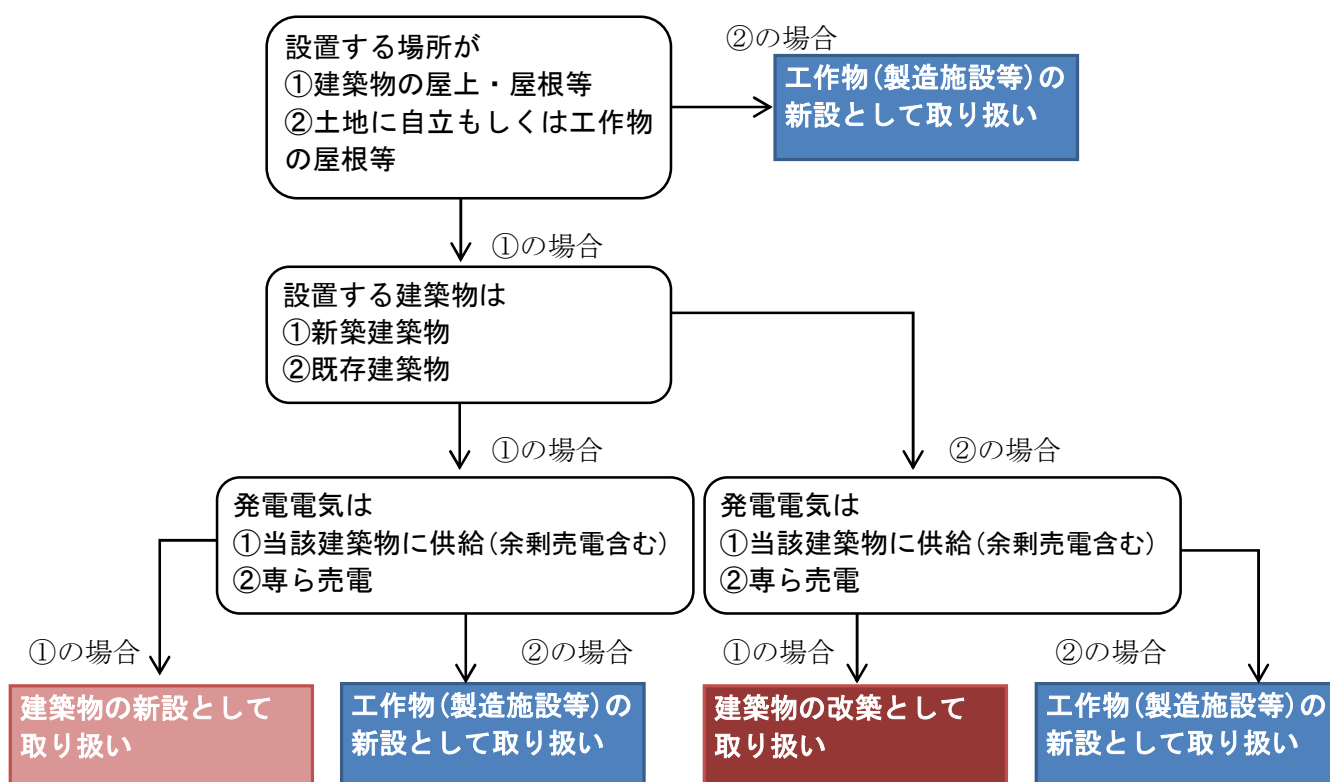 設置する場所が
①建築物の屋上・屋根等
②土地に自立もしくは工作物
の屋根等
②の場合
工作物(製造施設等)の
新設として取り扱い
①の場合
設置する建築物は
①新築建築物
②既存建築物
①の場合
②の場合
発電電気は
①当該建築物に供給(余剰売電含む)
②専ら売電
発電電気は
①当該建築物に供給(余剰売電含む)
②専ら売電
①の場合
②の場合
①の場合
②の場合
建築物の新設として
取り扱い
工作物(製造施設等)の
新設として取り扱い
建築物の改築として
取り扱い
工作物(製造施設等)の
新設として取り扱い